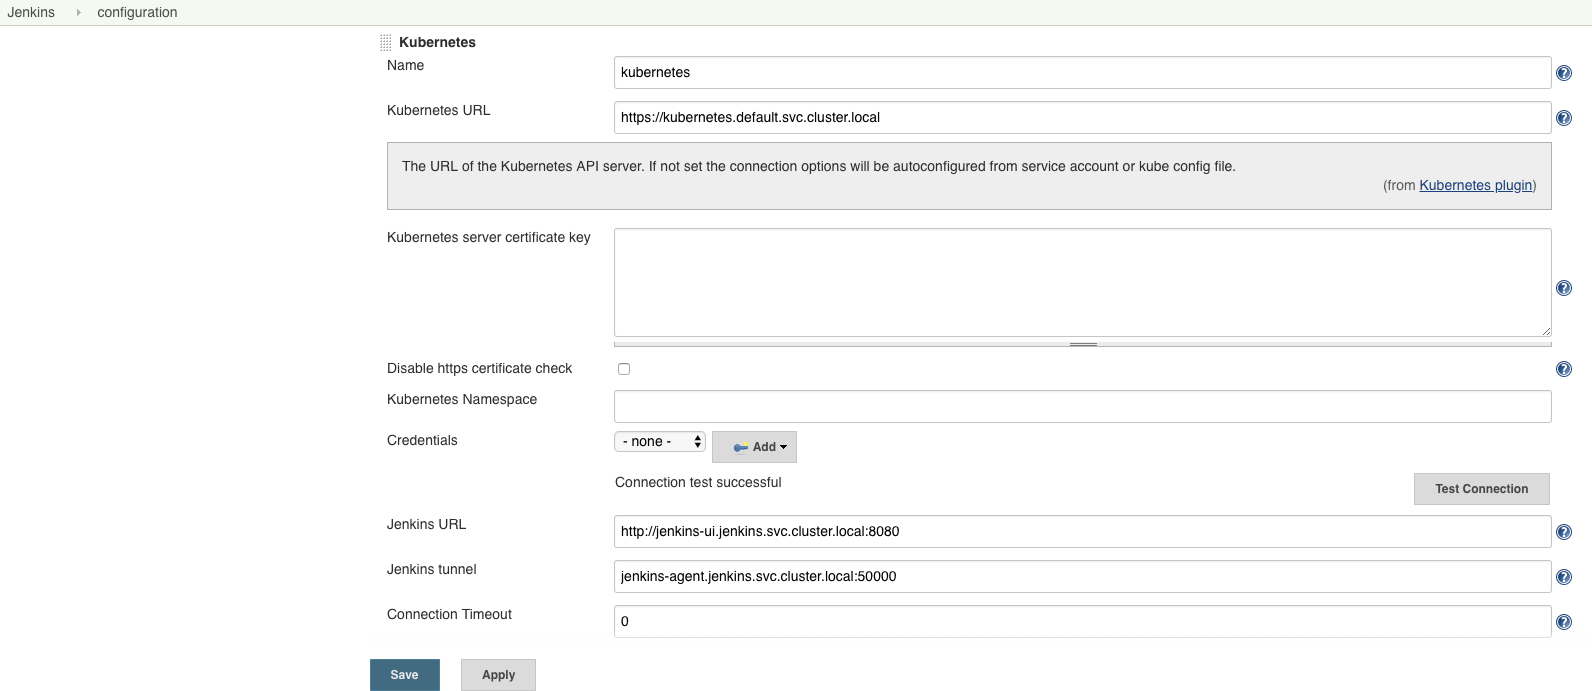 Jenkins configuration
Kubernetes
Name
kubernetes
Kubernetes URL
https://kubernetes.default.svc.cluster.local
The URL of the Kubernetes API server. If not set the connection options will be autoconfigured from service account or kube config file.
(from Kubernetes plugin)
Kubernetes server certificate key
Disable https certificate check
Kubernetes Namespace
Credentials
- none -
Add
Connection test successful
Test Connection
Jenkins URL
http://jenkins-ui.jenkins.svc.cluster.local:8080
Jenkins tunnel
jenkins-agent.jenkins.svc.cluster.local:50000
Connection Timeout
0
Save
Apply